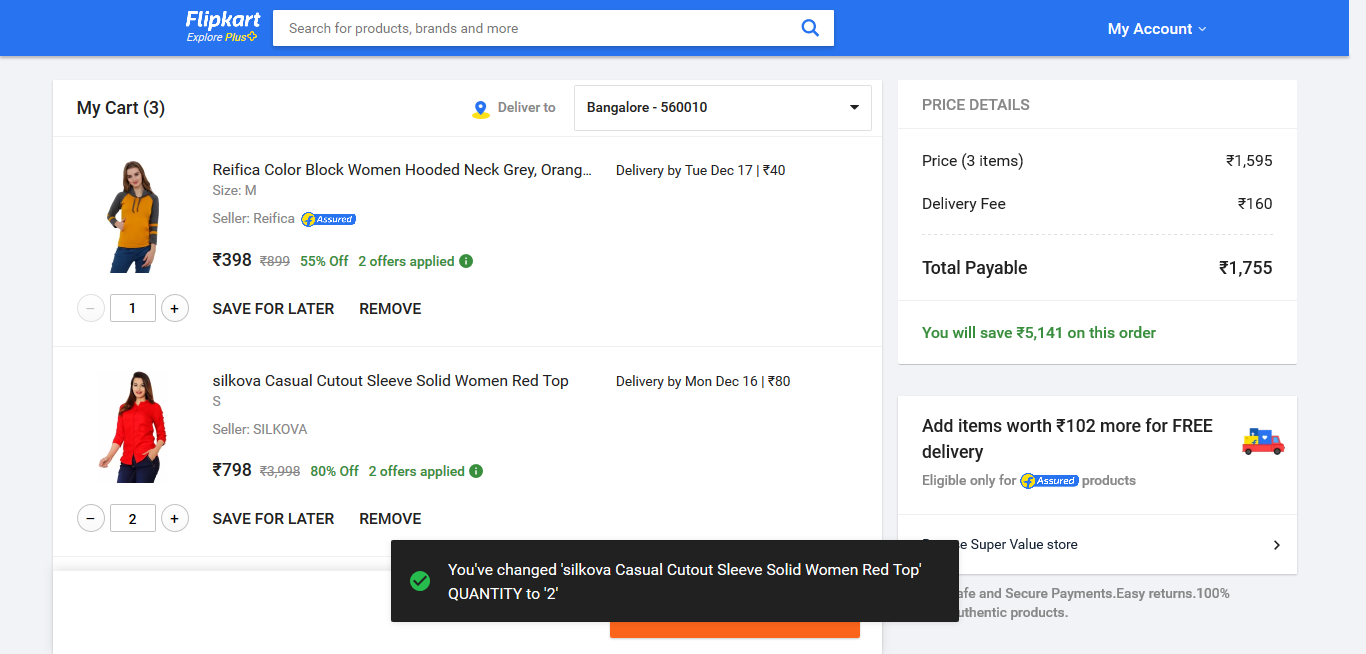 Flipkart
Explore Plus
Search for products, brands and more
My Account
My Cart (3)
Deliver to
Bangalore - 560010
Reifica Color Block Women Hooded Neck Grey, Orang...
Size: M
Seller: Reifica
Assured
₹398 ₹899 55% Off 2 offers applied
Delivery by Tue Dec 17 | ₹40
− 1 +
SAVE FOR LATER
REMOVE
silkova Casual Cutout Sleeve Solid Women Red Top
S
Seller: SILKOVA
₹798 ₹3,998 80% Off 2 offers applied
Delivery by Mon Dec 16 | ₹80
− 2 +
SAVE FOR LATER
REMOVE
You've changed 'silkova Casual Cutout Sleeve Solid Women Red Top'
QUANTITY to '2'
PRICE DETAILS
Price (3 items) ₹1,595
Delivery Fee ₹160
Total Payable ₹1,755
You will save ₹5,141 on this order
Add items worth ₹102 more for FREE
delivery
Eligible only for Assured products
Super Value store
and Secure Payments.Easy returns.100%
products.